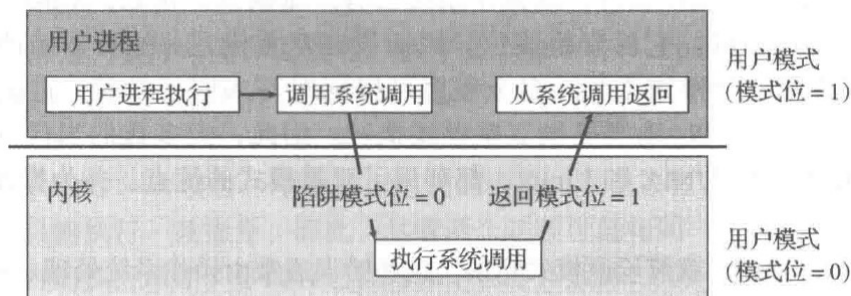 用户进程
用户进程执行
调用系统调用
从系统调用返回
用户模式
(模式位=1)
内核
陷阱模式位=0
返回模式位=1
执行系统调用
用户模式
(模式位=0)